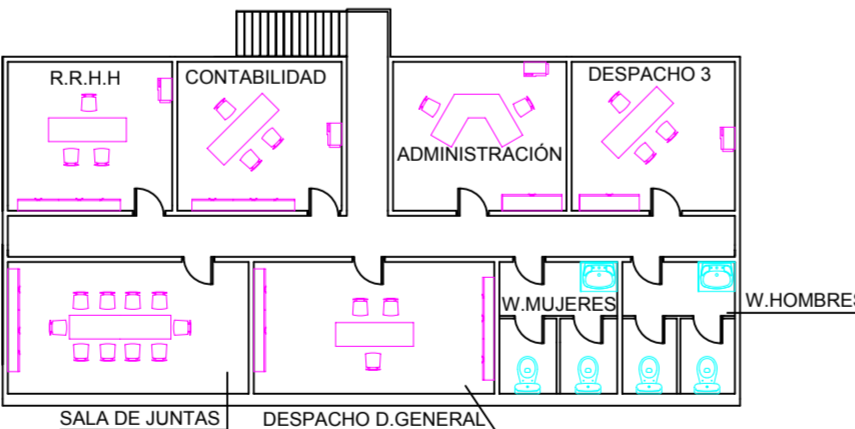 R.R.H.H
CONTABILIDAD
DESPACHO 3
ADMINISTRACIÓN
W.MUJERES
W.HOMBRES
SALA DE JUNTAS
DESPACHO D.GENERAL